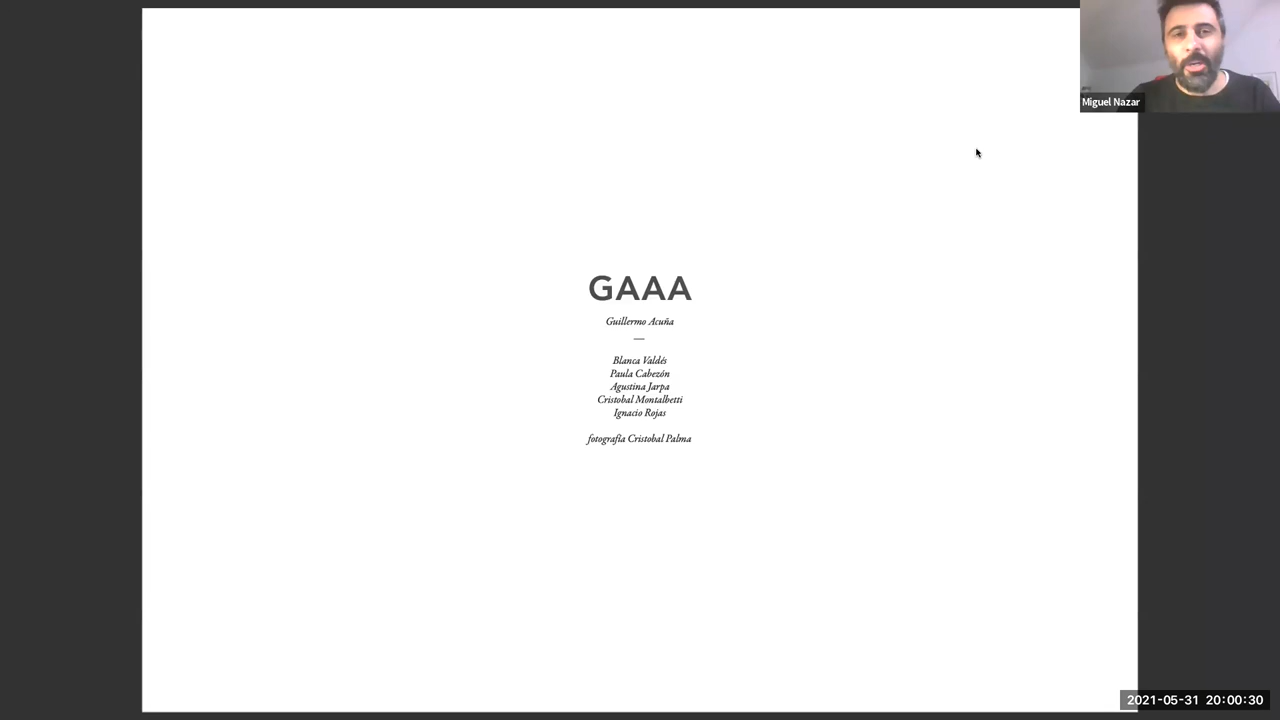 Miguel Nazar
GAAA
Guillermo Acuña
—
Blanca Valdés
Paula Cabezón
Agustina Jarpa
Cristobal Montalbetti
Ignacio Rojas
fotografía Cristobal Palma
2021-05-31 20:00:30